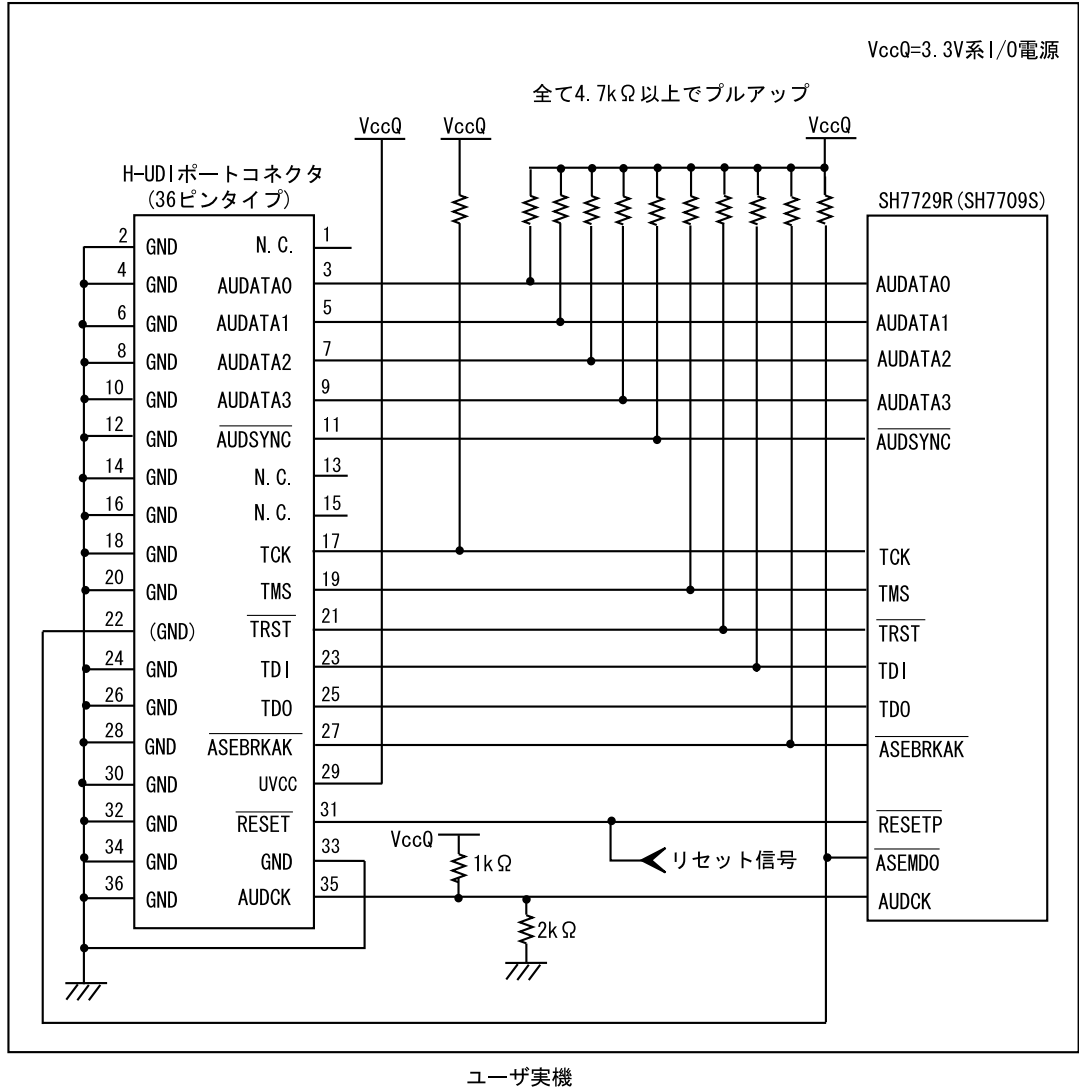 VccQ=3.3V系I/O電源
全て4.7kΩ以上でプルアップ
VccQ
VccQ
VccQ
H-UDIポートコネクタ
(36ピンタイプ)
SH7729R(SH7709S)
2 GND N.C. 1
4 GND AUDATA0 3 AUDATA0
6 GND AUDATA1 5 AUDATA1
8 GND AUDATA2 7 AUDATA2
10 GND AUDATA3 9 AUDATA3
12 GND AUDSYNC 11 AUDSYNC
14 GND N.C. 13
16 GND N.C. 15
18 GND TCK 17 TCK
20 GND TMS 19 TMS
22 (GND) TRST 21 TRST
24 GND TDI 23 TDI
26 GND TDO 25 TDO
28 GND ASEBRKAK 27 ASEBRKAK
30 GND UVCC 29
32 GND RESET 31 RESETP
VccQ
34 GND GND 33 1kΩ リセット信号 ASEMD0
36 GND AUDCK 35 AUDCK
2kΩ
ユーザ実機